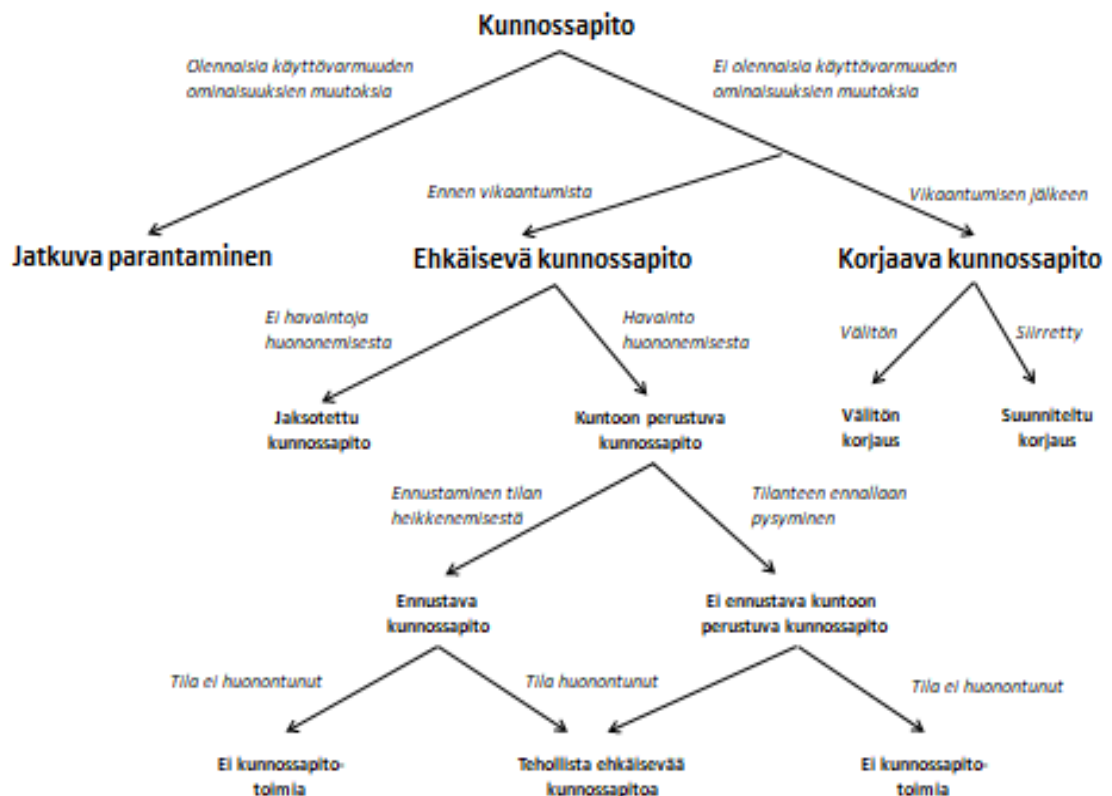 Kunnossapito
Olennaisia käyttövarmuuden
ominaisuuksien muutoksia
Ei olennaisia käyttövarmuuden
ominaisuuksien muutoksia
Ennen vikaantumista
Vikaantumisen jälkeen
Jatkuva parantaminen
Ehkäisevä kunnossapito
Korjaava kunnossapito
Ei havaintoja
huononemisesta
Havainto
huononemisesta
Välitön
Siirretty
Jaksotettu
kunnossapito
Kuntoon perustuva
kunnossapito
Välitön
korjaus
Suunniteltu
korjaus
Ennustaminen tilan
heikkenemisestä
Tilanteen ennallaan
pysyminen
Ennustava
kunnossapito
Ei ennustava kuntoon
perustuva kunnossapito
Tila ei huonontunut
Tila huonontunut
Tila ei huonontunut
Ei kunnossapito-
toimia
Tehollista ehkäisevää
kunnossapitoa
Ei kunnossapito-
toimia